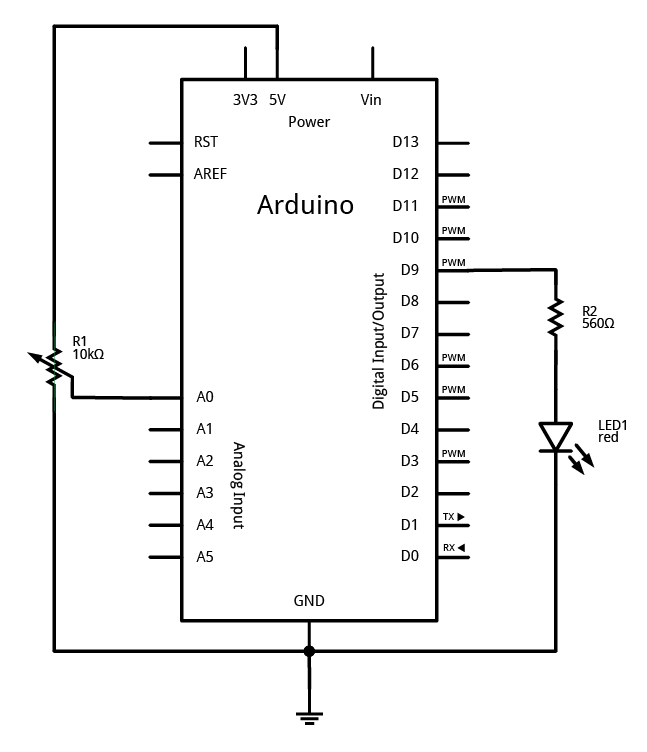 3V3 5V Vin
Power
RST
AREF
Arduino
D13
D12
D11 PWM
D10 PWM
D9 PWM
D8
D7
D6 PWM
D5 PWM
D4
D3 PWM
D2
D1 TX ►
D0 RX ◄
Digital Input/Output
R1
10kΩ
A0
A1
A2
A3
A4
A5
Analog Input
GND
R2
560Ω
LED1
red